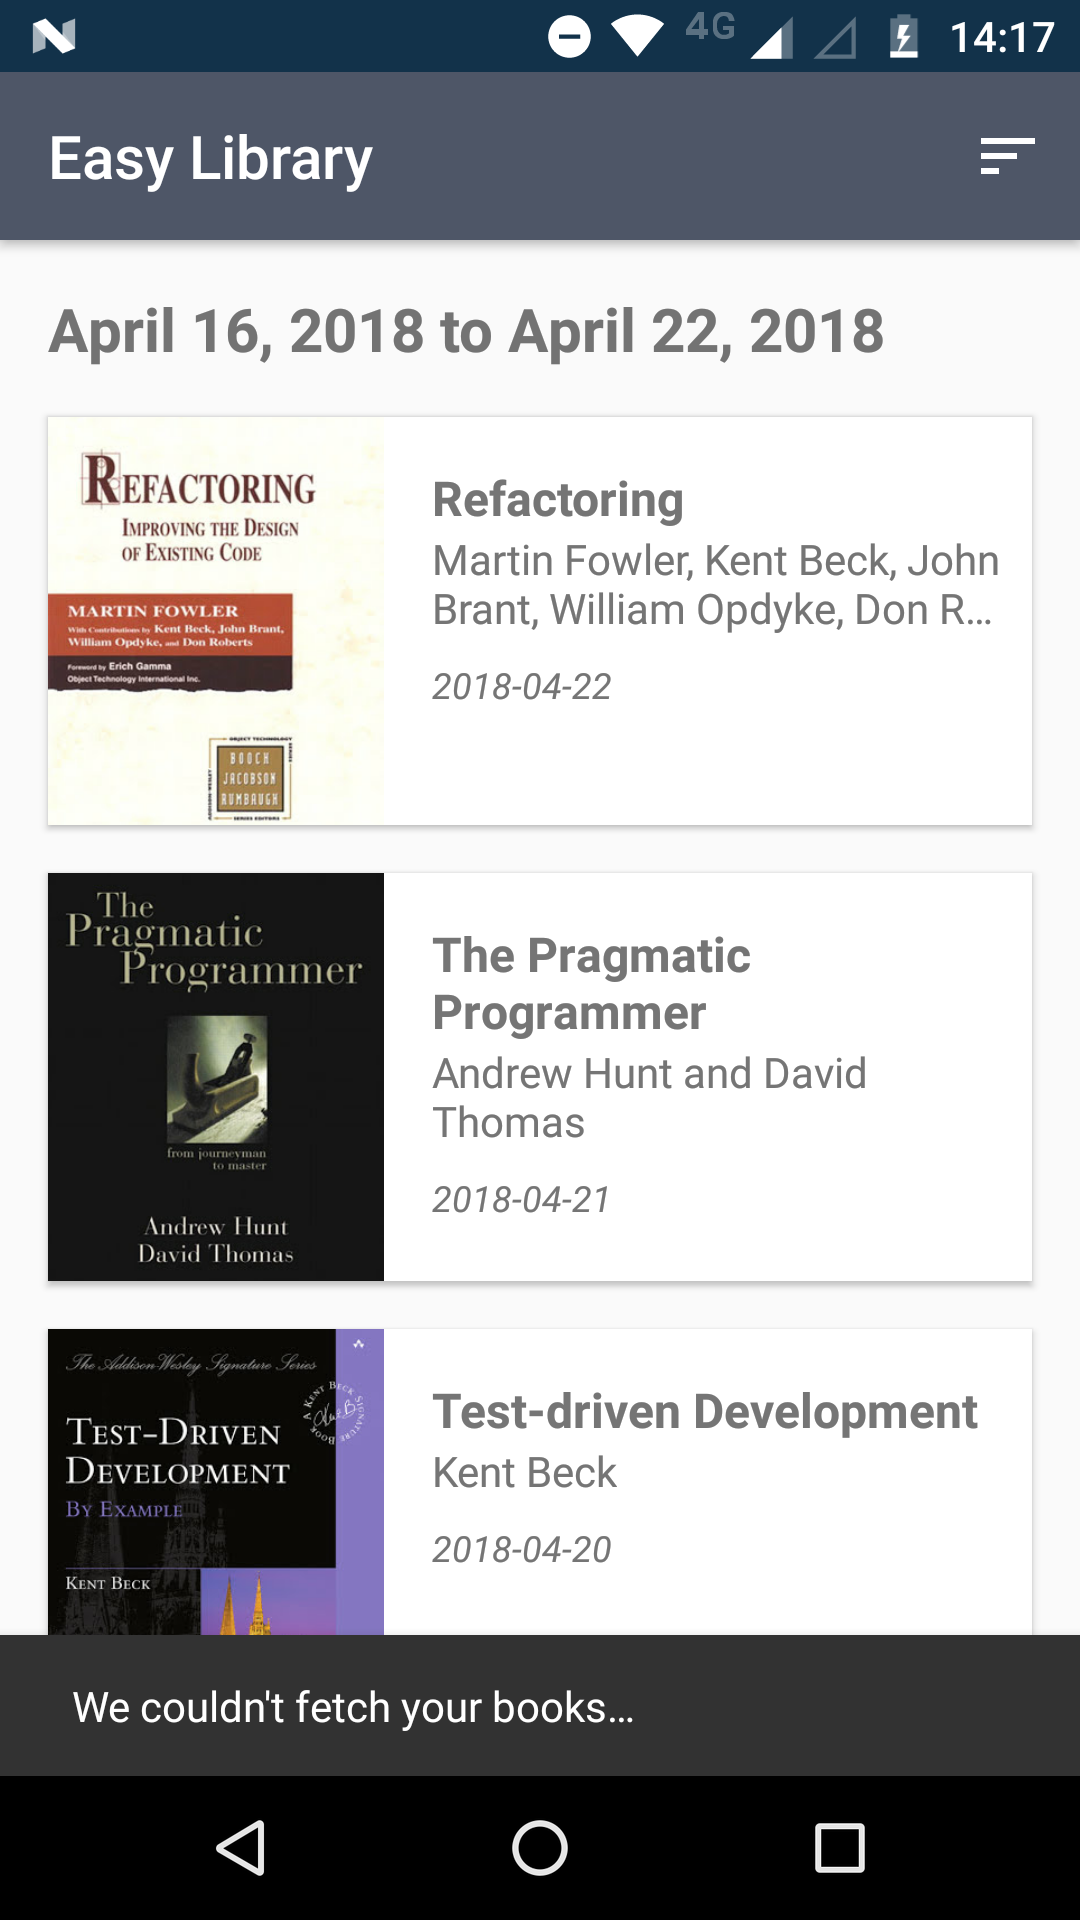 4G 14:17
Easy Library
April 16, 2018 to April 22, 2018
REFACTORING
IMPROVING THE DESIGN
OF EXISTING CODE
MARTIN FOWLER
With Contributions by Kent Beck, John Brant,
William Opdyke, and Don Roberts
Foreword by Erich Gamma
Object Technology International Inc.
OBJECT TECHNOLOGY
SERIES
ADDISON-WESLEY
BOOCH
JACOBSON
RUMBAUGH
SERIES EDITORS
Refactoring
Martin Fowler, Kent Beck, John
Brant, William Opdyke, Don R...
2018-04-22
The
Pragmatic
Programmer
from journeyman
to master
Andrew Hunt
David Thomas
The Pragmatic
Programmer
Andrew Hunt and David
Thomas
2018-04-21
The Addison-Wesley Signature Series
A KENT BECK SIGNATURE BOOK
TEST-DRIVEN
DEVELOPMENT
BY EXAMPLE
KENT BECK
Test-driven Development
Kent Beck
2018-04-20
We couldn't fetch your books...